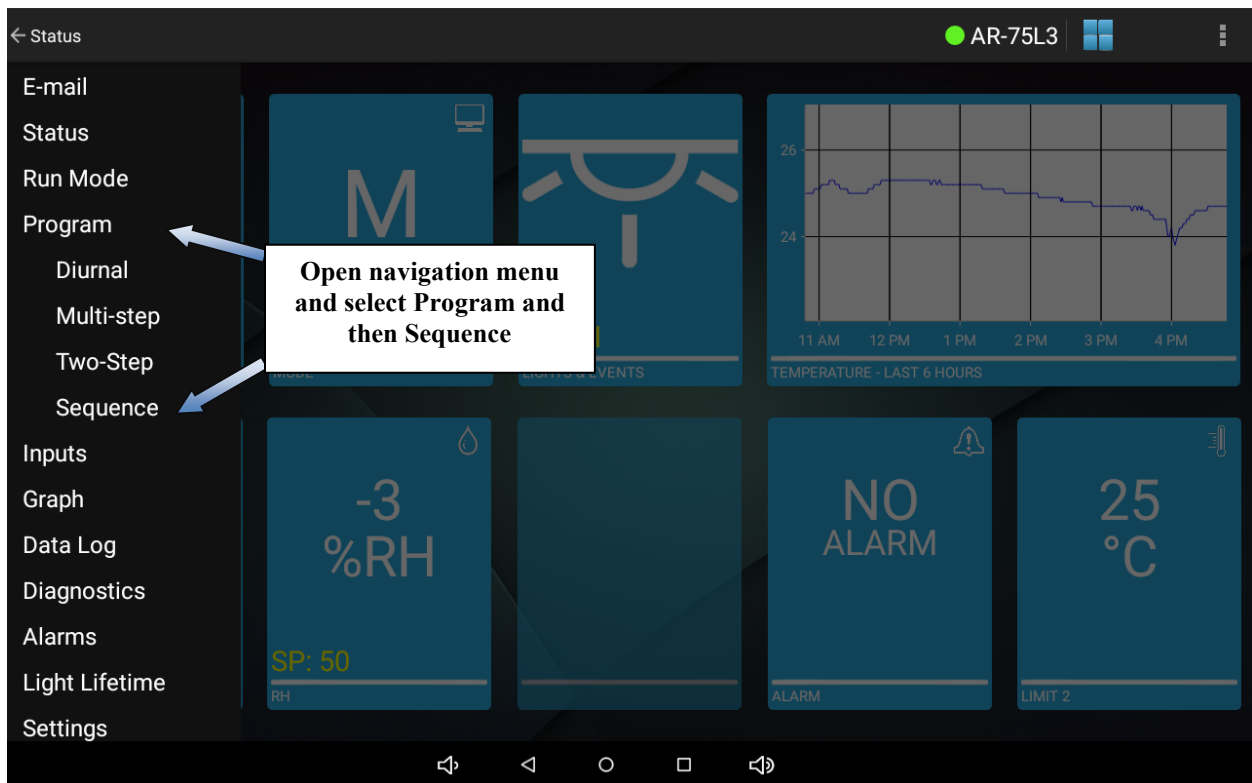 Status
AR-75L3
E-mail
Status
Run Mode
Program
Diurnal
Multi-step
Two-Step
Sequence
Inputs
Graph
Data Log
Diagnostics
Alarms
Light Lifetime
Settings
Open navigation menu
and select Program and
then Sequence
M
MODE
LIGHTS & EVENTS
26
24
11 AM 12 PM 1 PM 2 PM 3 PM 4 PM
TEMPERATURE - LAST 6 HOURS
-3
%RH
SP: 50
RH
NO
ALARM
ALARM
25
°C
LIMIT 2